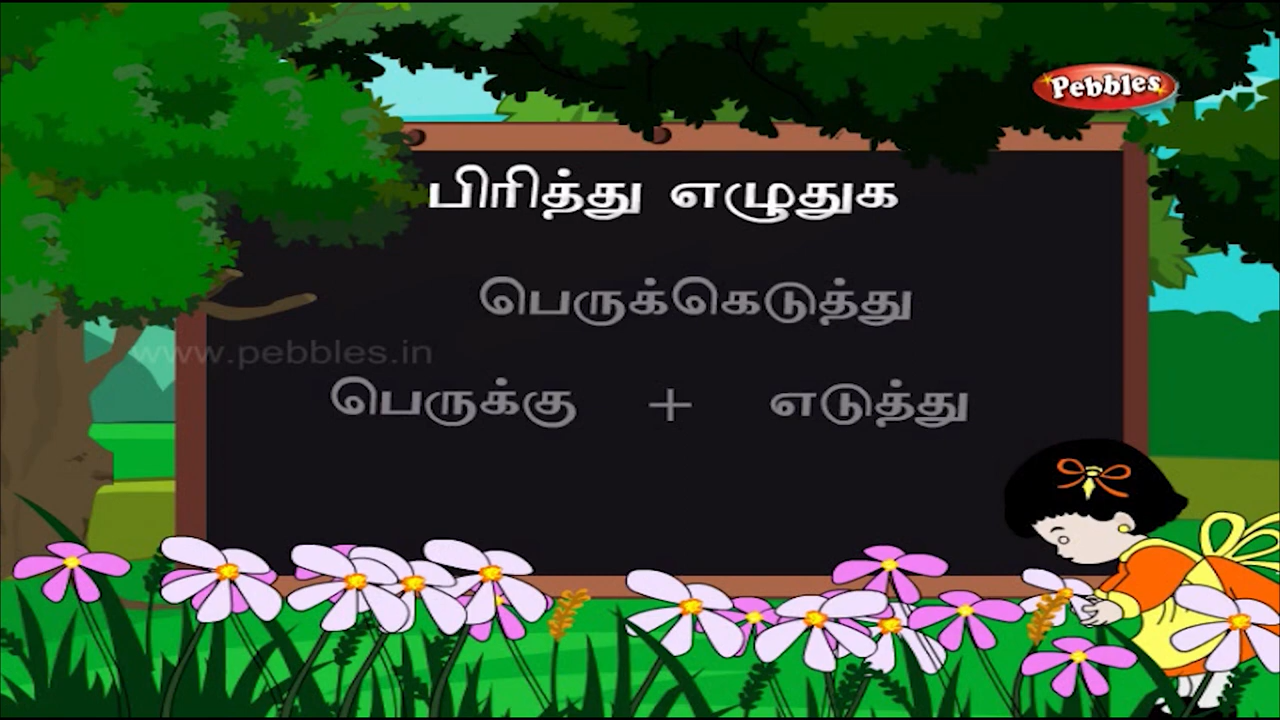 Pebbles
பிரித்து எழுதுக
பெருக்கெடுத்து
www.pebbles.in
பெருக்கு + எடுத்து